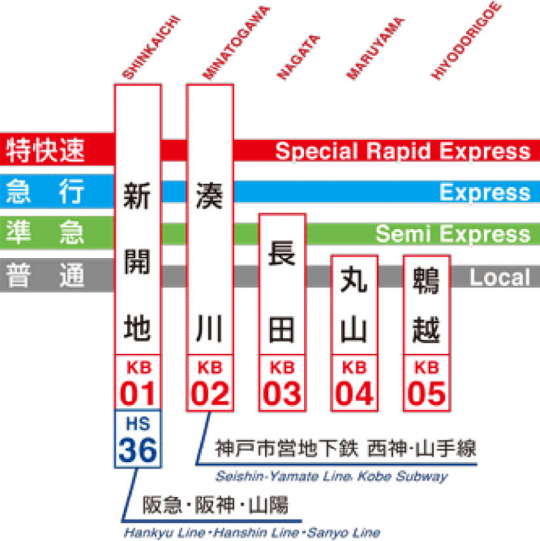 SHINKAICHI
MINATOGAWA
NAGATA
MARUYAMA
HIYODORIGOE
特快速 Special Rapid Express
急行 Express
準急 Semi Express
普通 Local
新開地
湊川
長田
丸山
鵯越
KB 01
KB 02
KB 03
KB 04
KB 05
HS 36
神戸市営地下鉄 西神・山手線
Seishin-Yamate Line, Kobe Subway
阪急・阪神・山陽
Hankyu Line・Hanshin Line・Sanyo Line